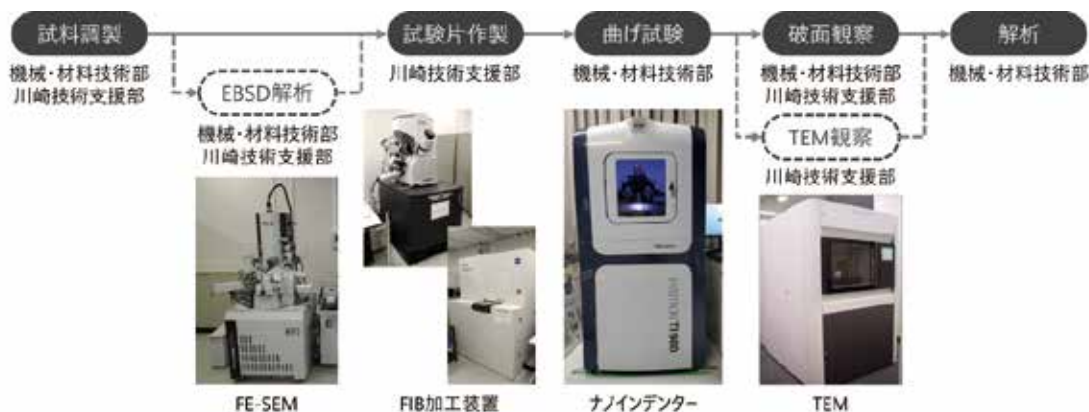 試料調製
機械・材料技術部
川崎技術支援部
EBSD解析
機械・材料技術部
川崎技術支援部
試験片作製
川崎技術支援部
曲げ試験
機械・材料技術部
破面観察
機械・材料技術部
川崎技術支援部
TEM観察
川崎技術支援部
解析
機械・材料技術部
TI 980
FE-SEM
FIB加工装置
ナノインデンター
TEM